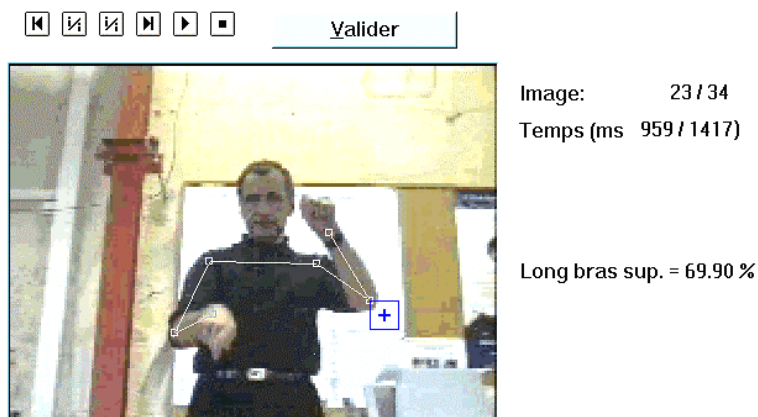 Valider
Image: 23 / 34
Temps (ms 959 / 1417)
Long bras sup. = 69.90 %